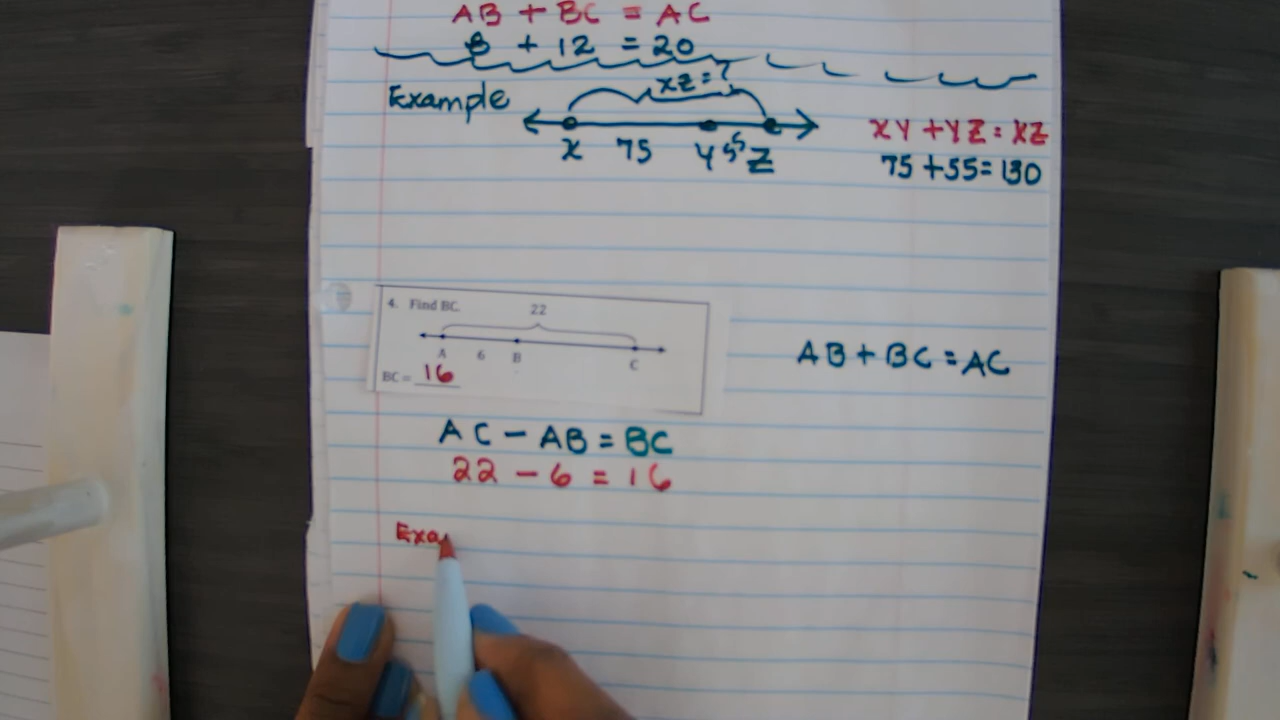 AB + BC = AC
8 + 12 = 20
XZ = ?
Example
X 75 Y 55 Z
XY + YZ = XZ
75 + 55 = 130
4. Find BC.
22
A 6 B C
BC = 16
AB + BC = AC
AC - AB = BC
22 - 6 = 16
Exa